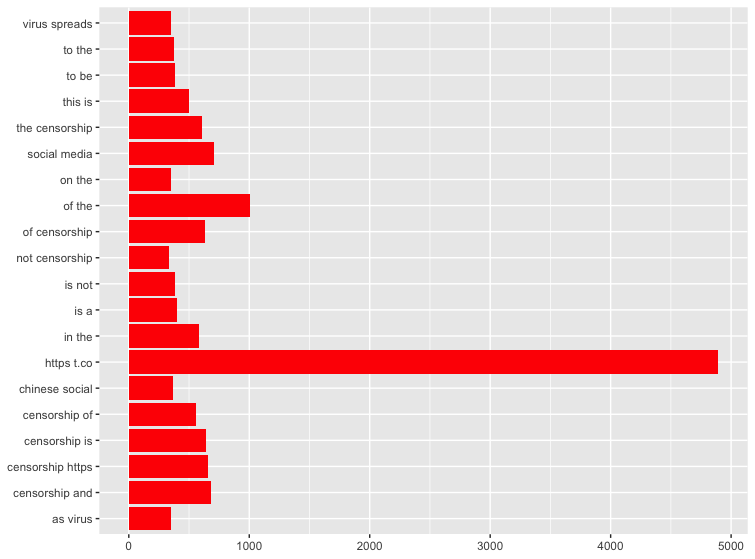 virus spreads
to the
to be
this is
the censorship
social media
on the
of the
of censorship
not censorship
is not
is a
in the
https t.co
chinese social
censorship of
censorship is
censorship https
censorship and
as virus
0 1000 2000 3000 4000 5000